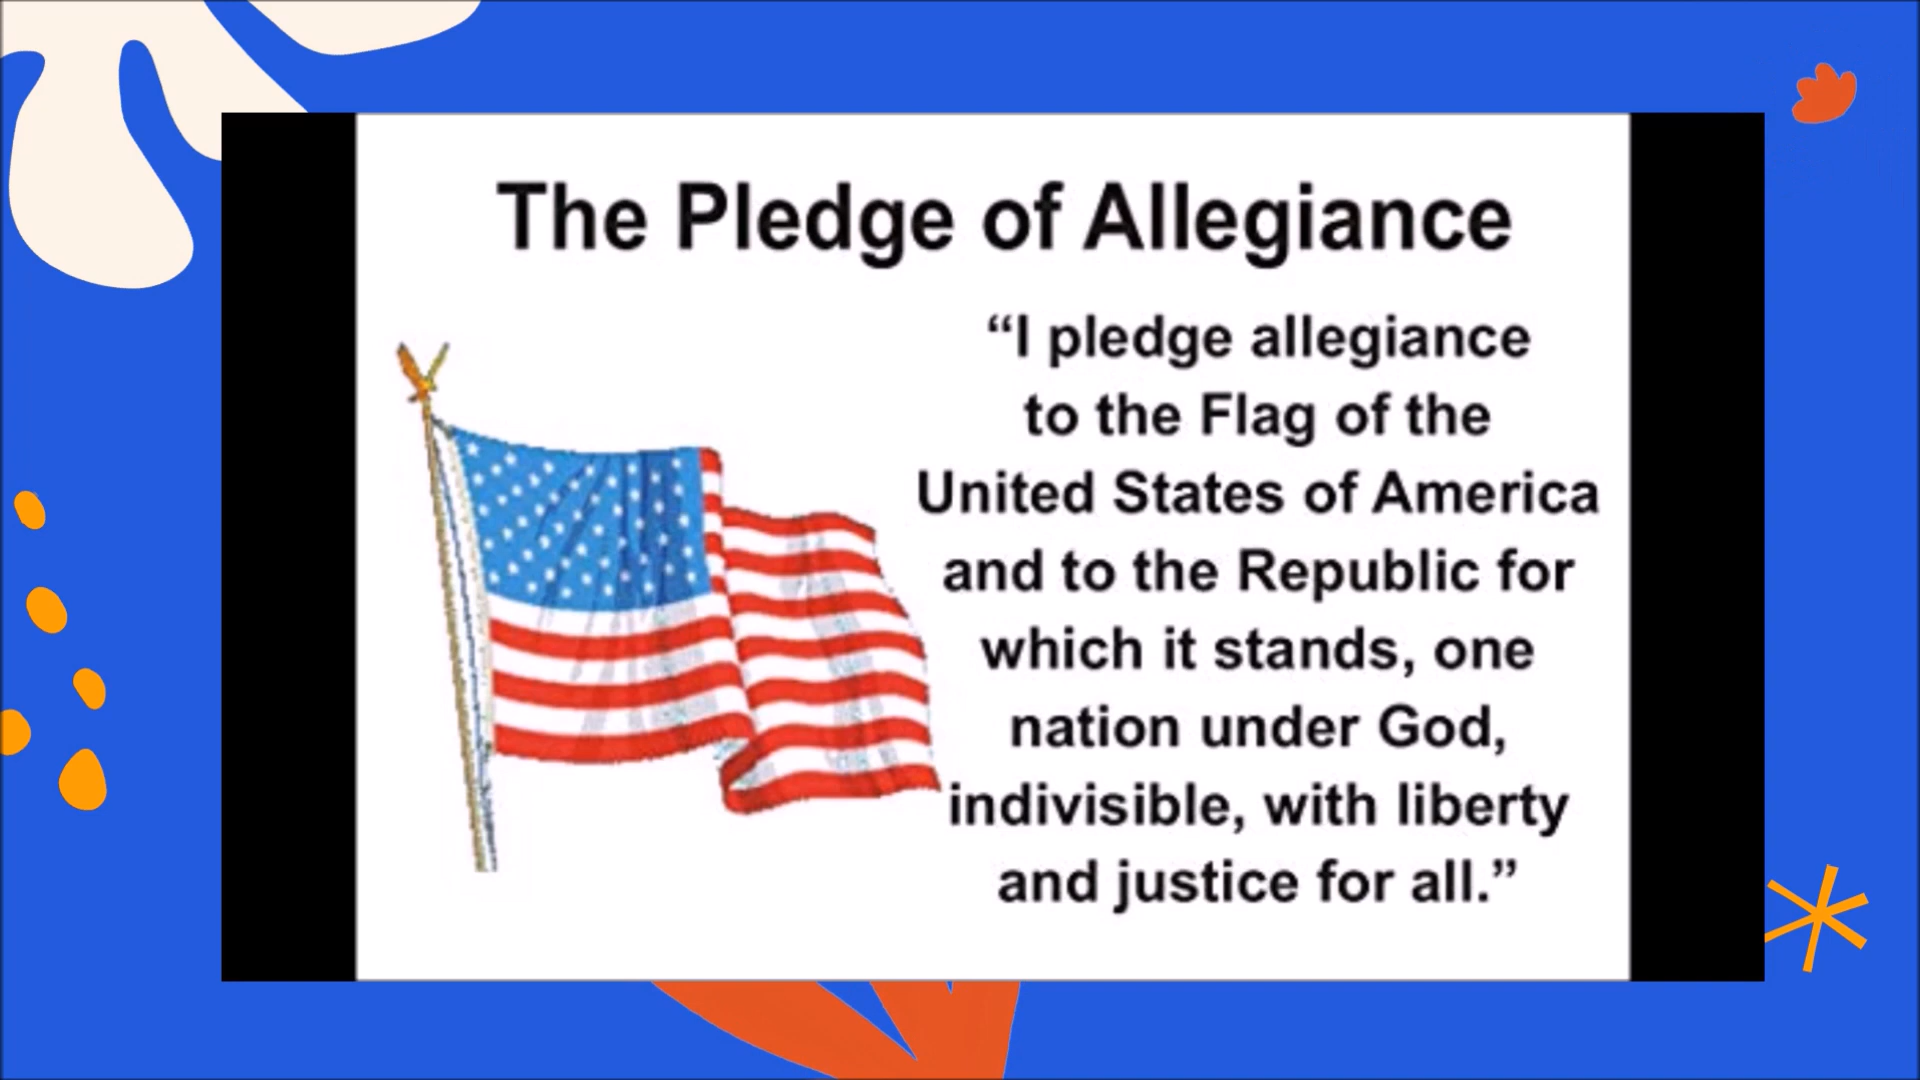 The Pledge of Allegiance
“I pledge allegiance
to the Flag of the
United States of America
and to the Republic for
which it stands, one
nation under God,
indivisible, with liberty
and justice for all.”